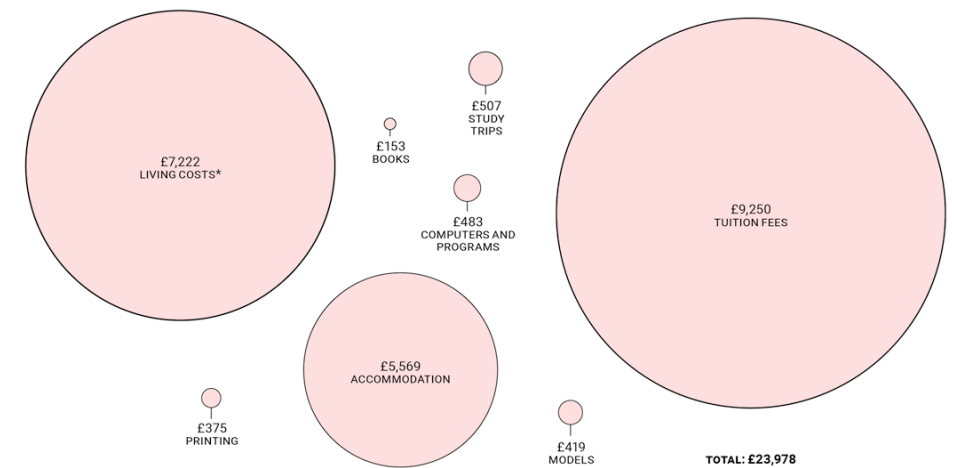 £507
STUDY
TRIPS
£153
BOOKS
£7,222
LIVING COSTS*
£483
COMPUTERS AND
PROGRAMS
£9,250
TUITION FEES
£5,569
ACCOMMODATION
£375
PRINTING
£419
MODELS
TOTAL: £23,978